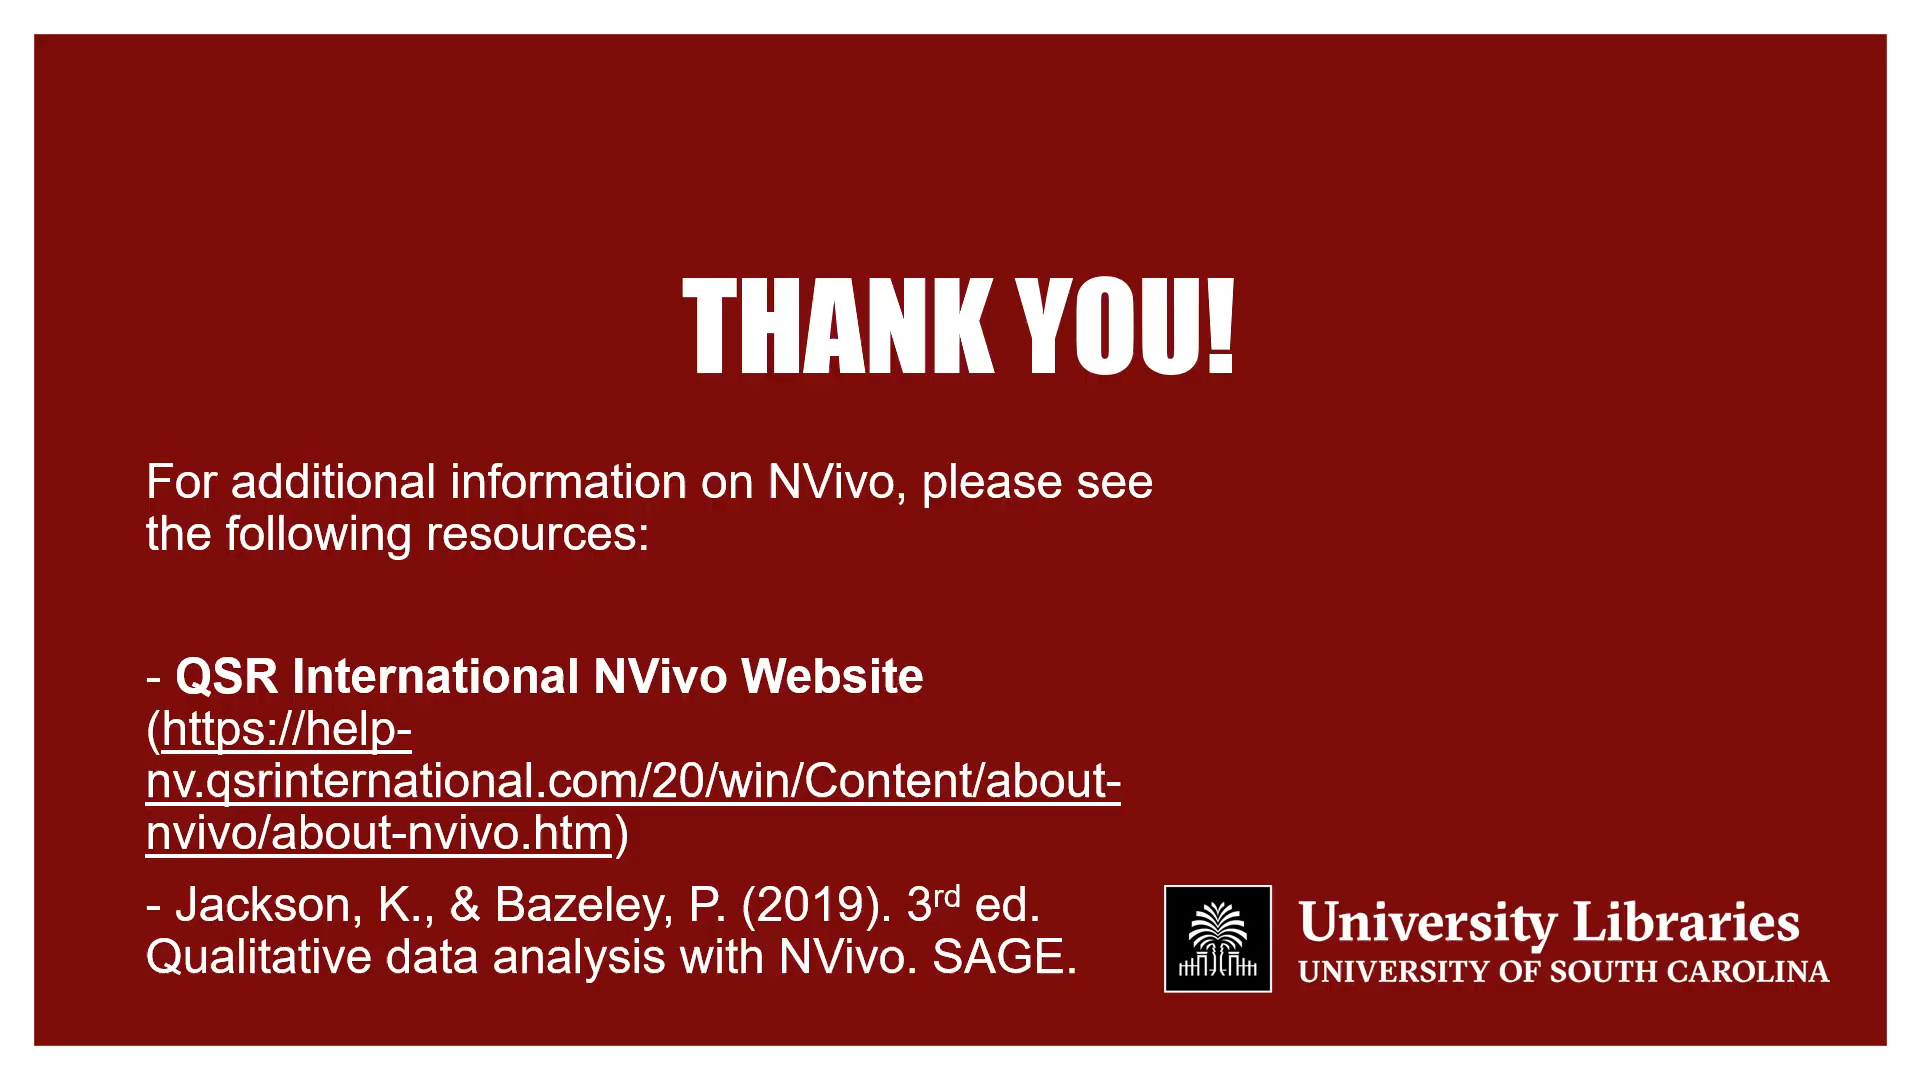 THANK YOU!
For additional information on NVivo, please see
the following resources:
- QSR International NVivo Website
(https://help-
nv.qsrinternational.com/20/win/Content/about-
nvivo/about-nvivo.htm)
- Jackson, K., & Bazeley, P. (2019). 3rd ed.
Qualitative data analysis with NVivo. SAGE.
University Libraries
UNIVERSITY OF SOUTH CAROLINA